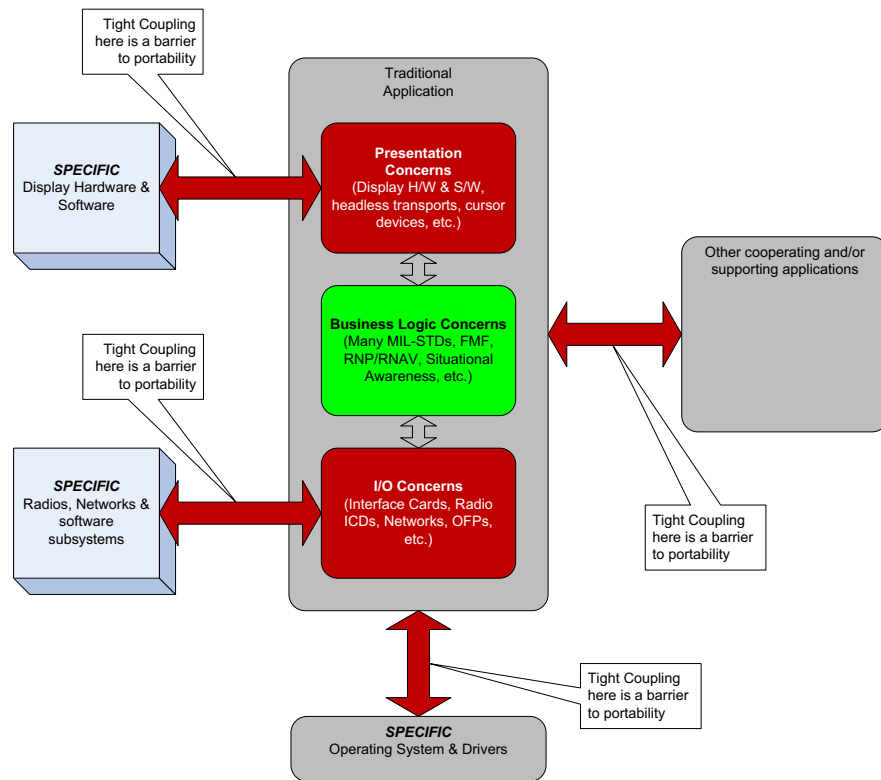 Tight Coupling
here is a barrier
to portability
Traditional
Application
SPECIFIC
Display Hardware &
Software
Presentation
Concerns
(Display H/W & S/W,
headless transports, cursor
devices, etc.)
Other cooperating and/or
supporting applications
Business Logic Concerns
(Many MIL-STDs, FMF,
RNP/RNAV, Situational
Awareness, etc.)
Tight Coupling
here is a barrier
to portability
SPECIFIC
Radios, Networks &
software
subsystems
I/O Concerns
(Interface Cards, Radio
ICDs, Networks, OFPs,
etc.)
Tight Coupling
here is a barrier
to portability
Tight Coupling
here is a barrier
to portability
SPECIFIC
Operating System & Drivers